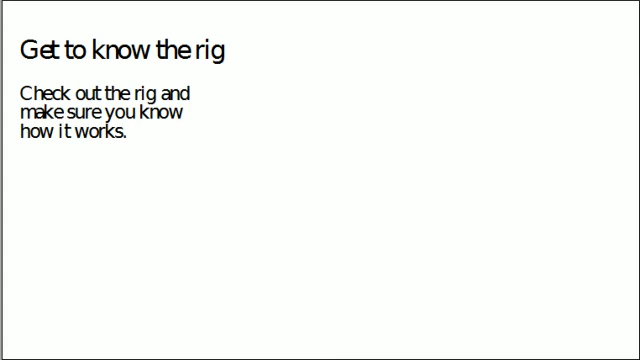 Get to know the rig
Check out the rig and
make sure you know
how it works.